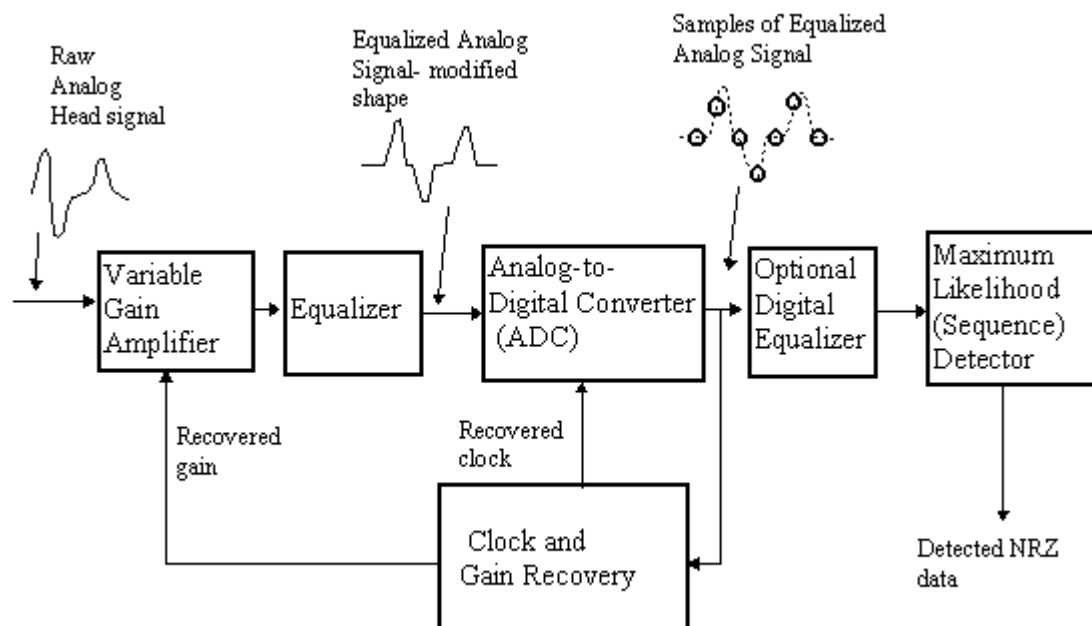 Raw
Analog
Head signal
Equalized Analog
Signal- modified
shape
Samples of Equalized
Analog Signal
Variable
Gain
Amplifier
Equalizer
Analog-to-
Digital Converter
(ADC)
Optional
Digital
Equalizer
Maximum
Likelihood
(Sequence)
Detector
Recovered
gain
Recovered
clock
Clock and
Gain Recovery
Detected NRZ
data